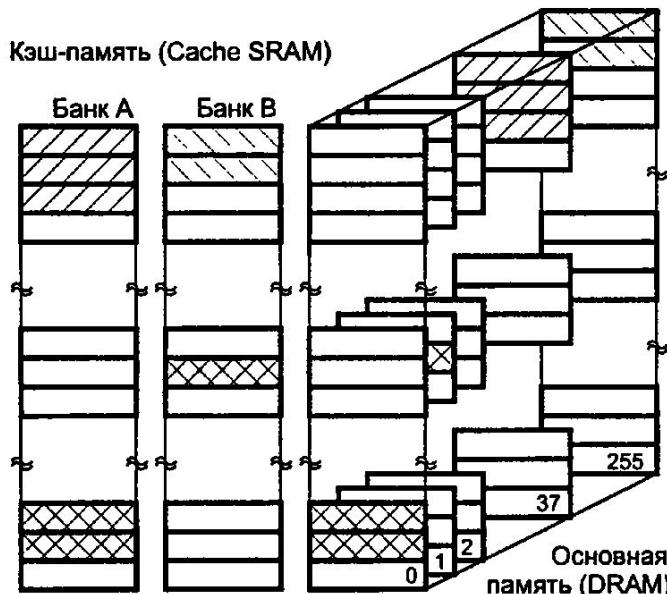 Кэш-память (Cache SRAM)
Банк A
Банк B
255
37
2
1
0
Основная
память (DRAM)